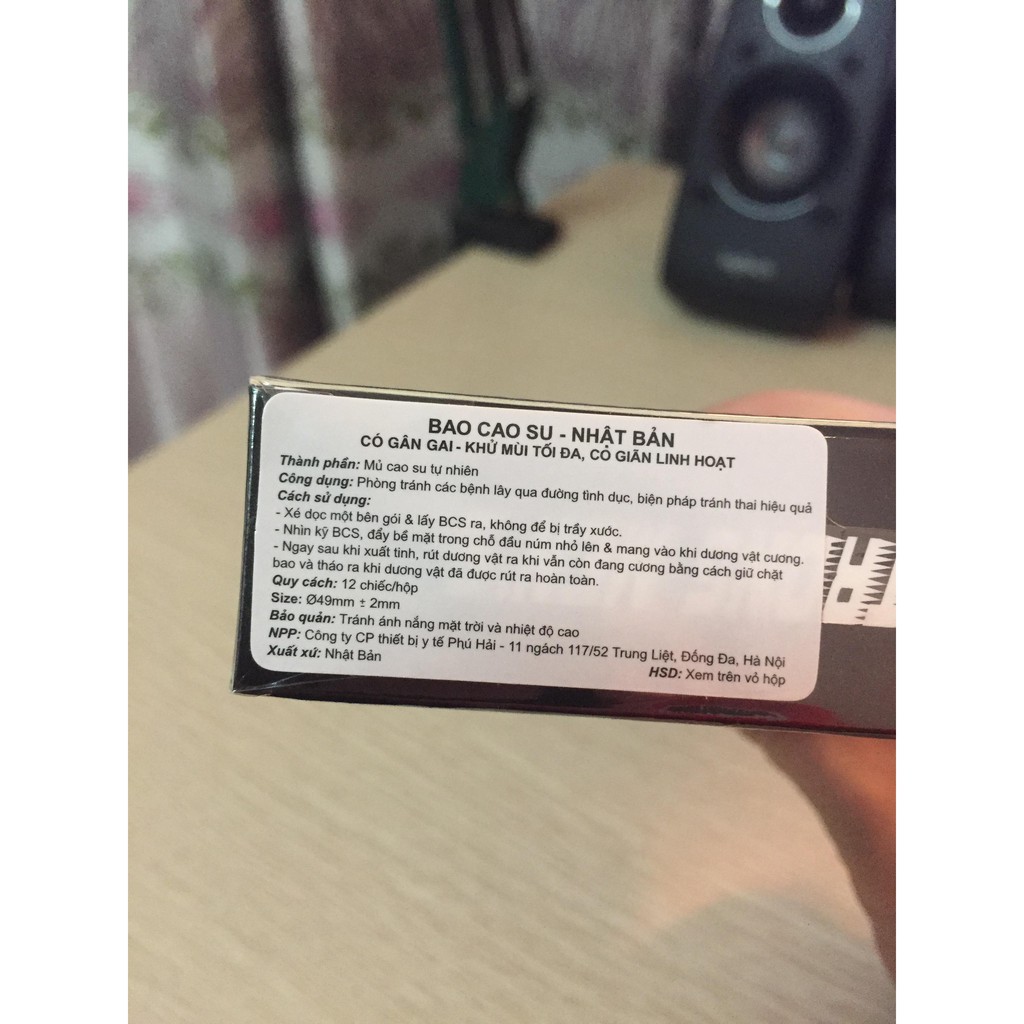 BAO CAO SU - NHẬT BẢN
CÓ GÂN GAI - KHỬ MÙI TỐI ĐA, CO GIÃN LINH HOẠT
Thành phần: Mủ cao su tự nhiên
Công dụng: Phòng tránh các bệnh lây qua đường tình dục, biện pháp tránh thai hiệu quả
Cách sử dụng:
- Xé dọc một bên gói & lấy BCS ra, không để bị trầy xước.
- Nhìn kỹ BCS, đẩy bề mặt trong chỗ đầu núm nhỏ lên & mang vào khi dương vật cương.
- Ngay sau khi xuất tinh, rút dương vật ra khi vẫn còn đang cương bằng cách giữ chặt
bao và tháo ra khi dương vật đã được rút ra hoàn toàn.
Quy cách: 12 chiếc/hộp
Size: Ø49mm ± 2mm
Bảo quản: Tránh ánh nắng mặt trời và nhiệt độ cao
NPP: Công ty CP thiết bị y tế Phú Hải - 11 ngách 117/52 Trung Liệt, Đống Đa, Hà Nội
Xuất xứ: Nhật Bản
HSD: Xem trên vỏ hộp